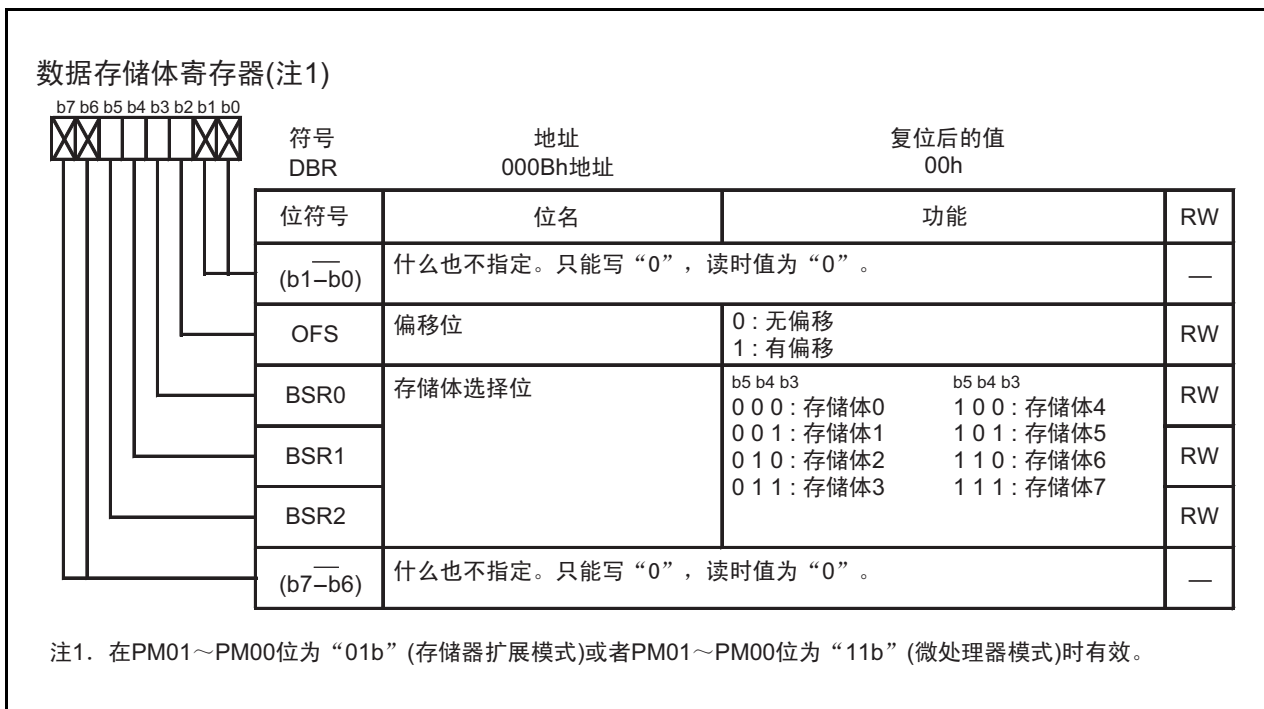 数据存储体寄存器(注1)
b7 b6 b5 b4 b3 b2 b1 b0
符号 地址 复位后的值
DBR 000Bh地址 00h
位符号 位名 功能 RW
—
(b1–b0) 什么也不指定。只能写“0”，读时值为“0”。 —
OFS 偏移位 0 : 无偏移 RW
1 : 有偏移
BSR0 存储体选择位 b5 b4 b3 b5 b4 b3 RW
0 0 0 : 存储体0 1 0 0 : 存储体4
0 0 1 : 存储体1 1 0 1 : 存储体5
BSR1 0 1 0 : 存储体2 1 1 0 : 存储体6 RW
0 1 1 : 存储体3 1 1 1 : 存储体7
BSR2 RW
—
(b7–b6) 什么也不指定。只能写“0”，读时值为“0”。 —
注1. 在PM01～PM00位为“01b”(存储器扩展模式)或者PM01～PM00位为“11b”(微处理器模式)时有效。